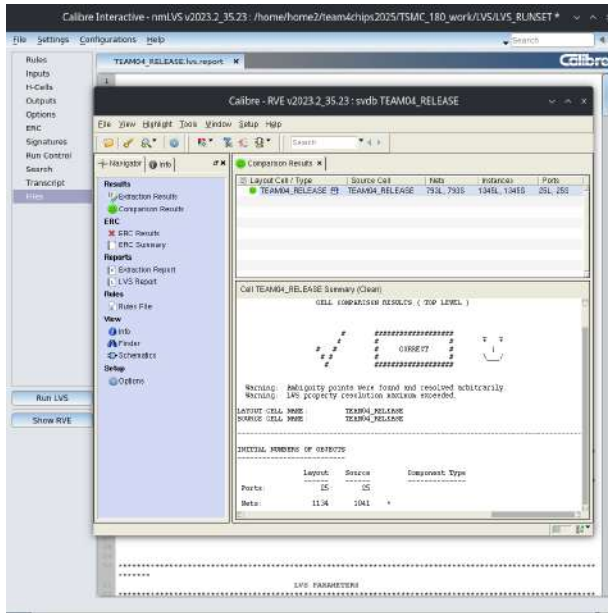 Calibre Interactive - nmLVS v2023.2_35.23 : /home/home2/team4chips2025/TSMC_180_work/LVS/LVS_RUNSET *
File Settings Configurations Help
Search
Rules
Inputs
H-Cells
Outputs
Options
ERC
Signatures
Run Control
Search
Transcript
Files
Run LVS
Show RVE
TEAM04_RELEASE.lvs.report
Calibre
1
Calibre - RVE v2023.2_35.23 : svdb TEAM04_RELEASE
File View Highlight Tools Window Setup Help
Search
Navigator Info
Results
Extraction Results
Comparison Results
ERC
ERC Results
ERC Summary
Reports
Extraction Report
LVS Report
Rules
Rules File
View
Info
Finder
Schematics
Setup
Options
Comparison Results
Layout Cell / Type Source Cell Nets Instances Ports
TEAM04_RELEASE TEAM04_RELEASE 793L, 793S 1345L, 1345S 25L, 25S
Cell TEAM04_RELEASE Summary (Clean)
CELL COMPARISON RESULTS ( TOP LEVEL )
# ###################
# # #
# # # CORRECT #
# # # #
# ###################
Warning: Ambiguity points were found and resolved arbitrarily.
Warning: LVS property resolution maximum exceeded.
LAYOUT CELL NAME: TEAM04_RELEASE
SOURCE CELL NAME: TEAM04_RELEASE
INITIAL NUMBERS OF OBJECTS
Layout Source Component Type
Ports: 25 25
Nets: 1134 1041 *
LVS PARAMETERS